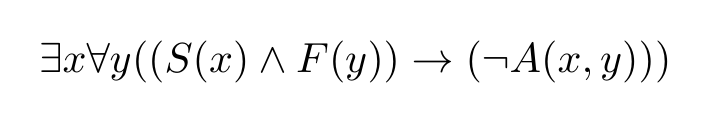 ∃x∀y((S(x) ∧ F(y)) → (¬A(x, y)))